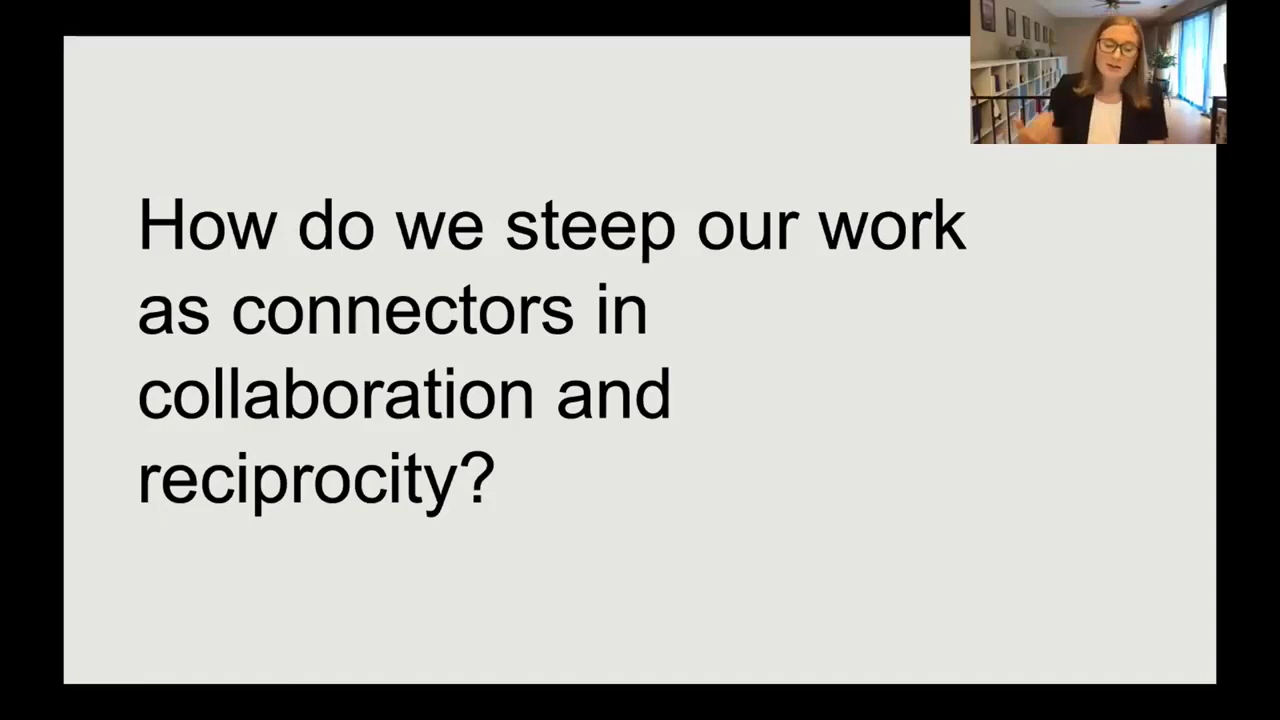 How do we steep our work
as connectors in
collaboration and
reciprocity?